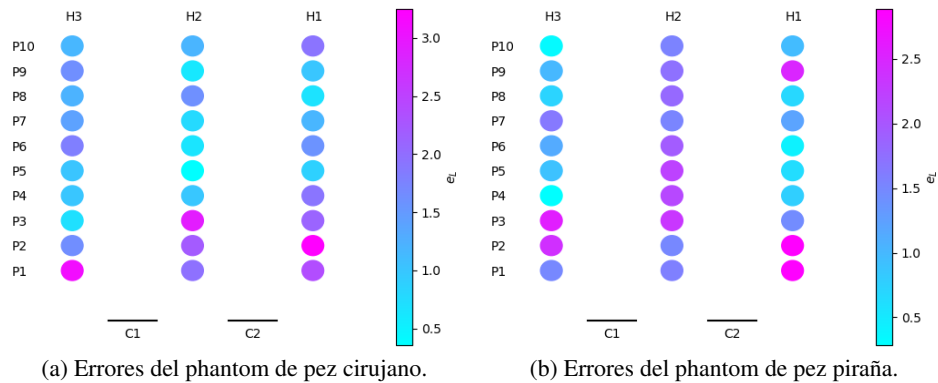 H3 H2 H1
P10
P9
P8
P7
P6
P5
P4
P3
P2
P1
C1 C2
3.0
2.5
2.0
1.5
1.0
0.5
e_L
(a) Errores del phantom de pez cirujano.
H3 H2 H1
P10
P9
P8
P7
P6
P5
P4
P3
P2
P1
C1 C2
2.5
2.0
1.5
1.0
0.5
e_L
(b) Errores del phantom de pez piraña.